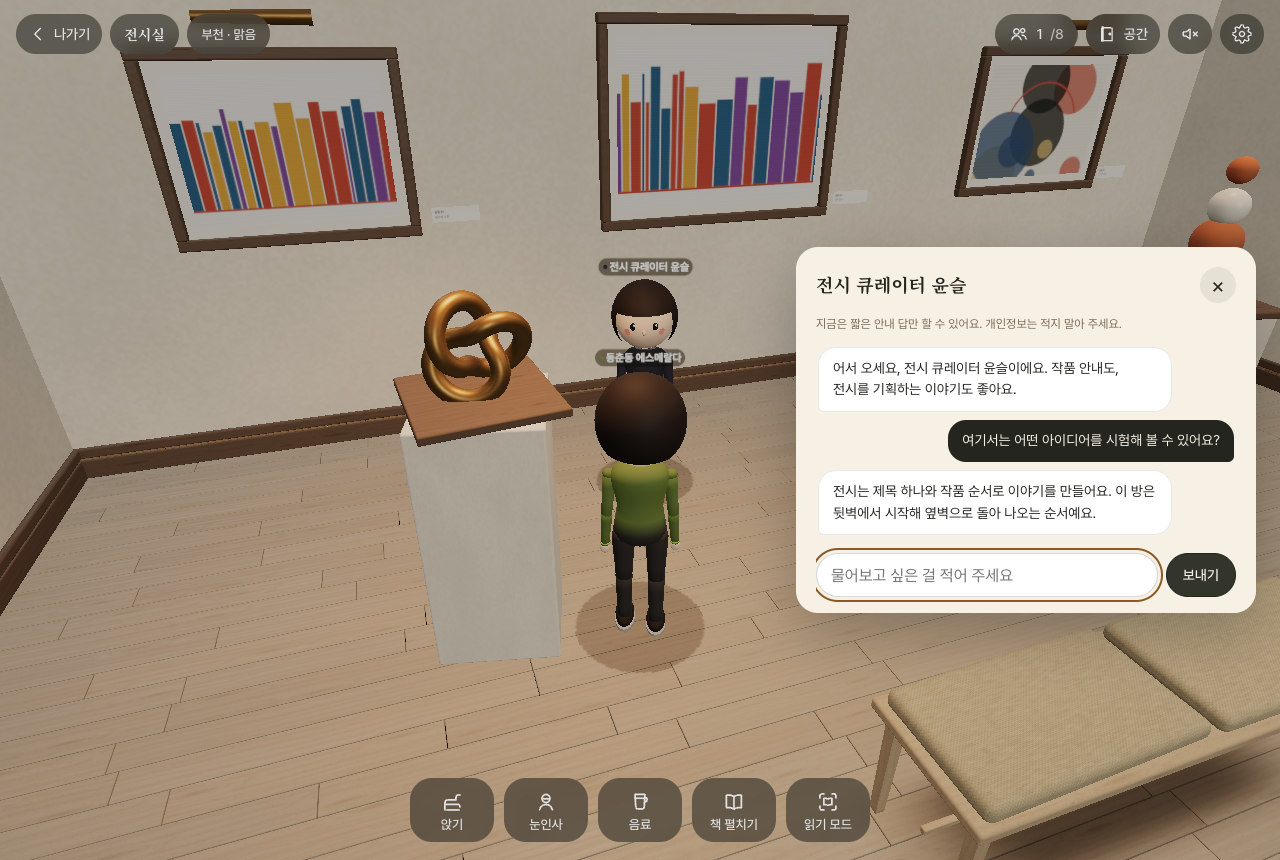 나가기
전시실
부천 · 맑음
1 /8
공간
전시 큐레이터 윤슬
동춘동 에스메랄다
전시 큐레이터 윤슬
지금은 짧은 안내 답만 할 수 있어요. 개인정보는 적지 말아 주세요.
어서 오세요, 전시 큐레이터 윤슬이에요. 작품 안내도,
전시를 기획하는 이야기도 좋아요.
여기서는 어떤 아이디어를 시험해 볼 수 있어요?
전시는 제목 하나와 작품 순서로 이야기를 만들어요. 이 방은
뒷벽에서 시작해 옆벽으로 돌아 나오는 순서예요.
물어보고 싶은 걸 적어 주세요
보내기
앉기
눈인사
음료
책 펼치기
읽기 모드